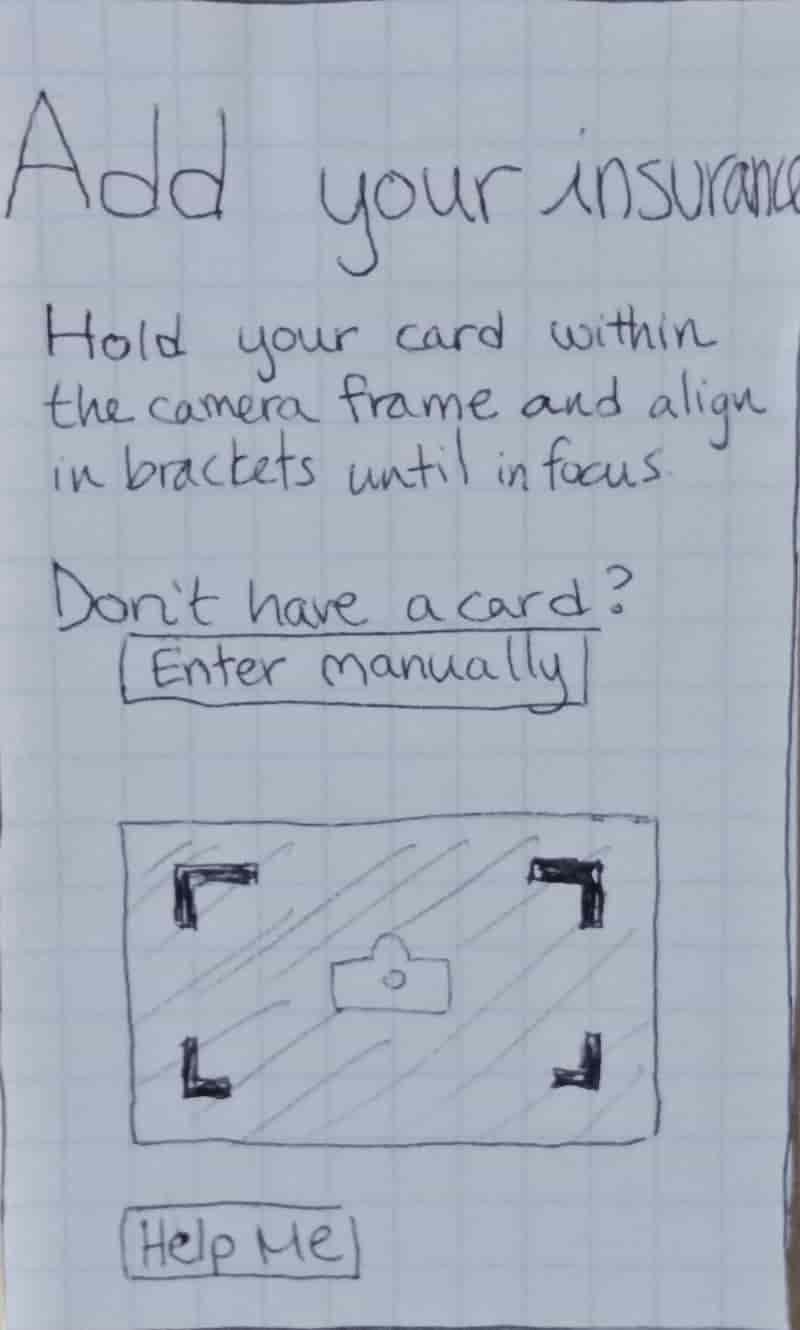 Add your insurance
Hold your card within
the camera frame and align
in brackets until in focus.
Don't have a card?
Enter manually
Help Me